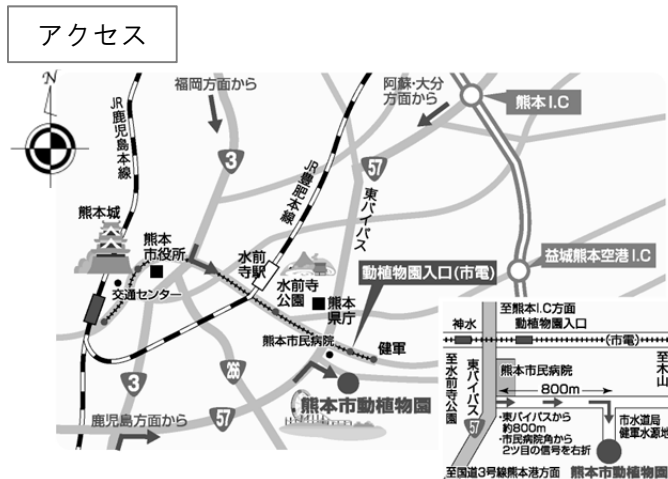 アクセス
N
福岡方面から
阿蘇・大分
方面から
熊本I.C
JR鹿児島本線
3
JR豊肥本線
57
東バイパス
熊本城
熊本
市役所
水前
寺駅
水前寺
公園
熊本
県庁
動植物園入口(市電)
益城熊本空港I.C
交通センター
熊本市民病院
健軍
3
266
57
鹿児島方面から
熊本市動植物園
至熊本I.C方面
神水
動植物園入口
(市電)
至水前寺公園
東バイパス
57
熊本市民病院
800m
至木山
・東バイパスから
約800m
・市民病院角から
2ツ目の信号を右折
市水道局
健軍水源地
至国道3号線熊本港方面
熊本市動植物園